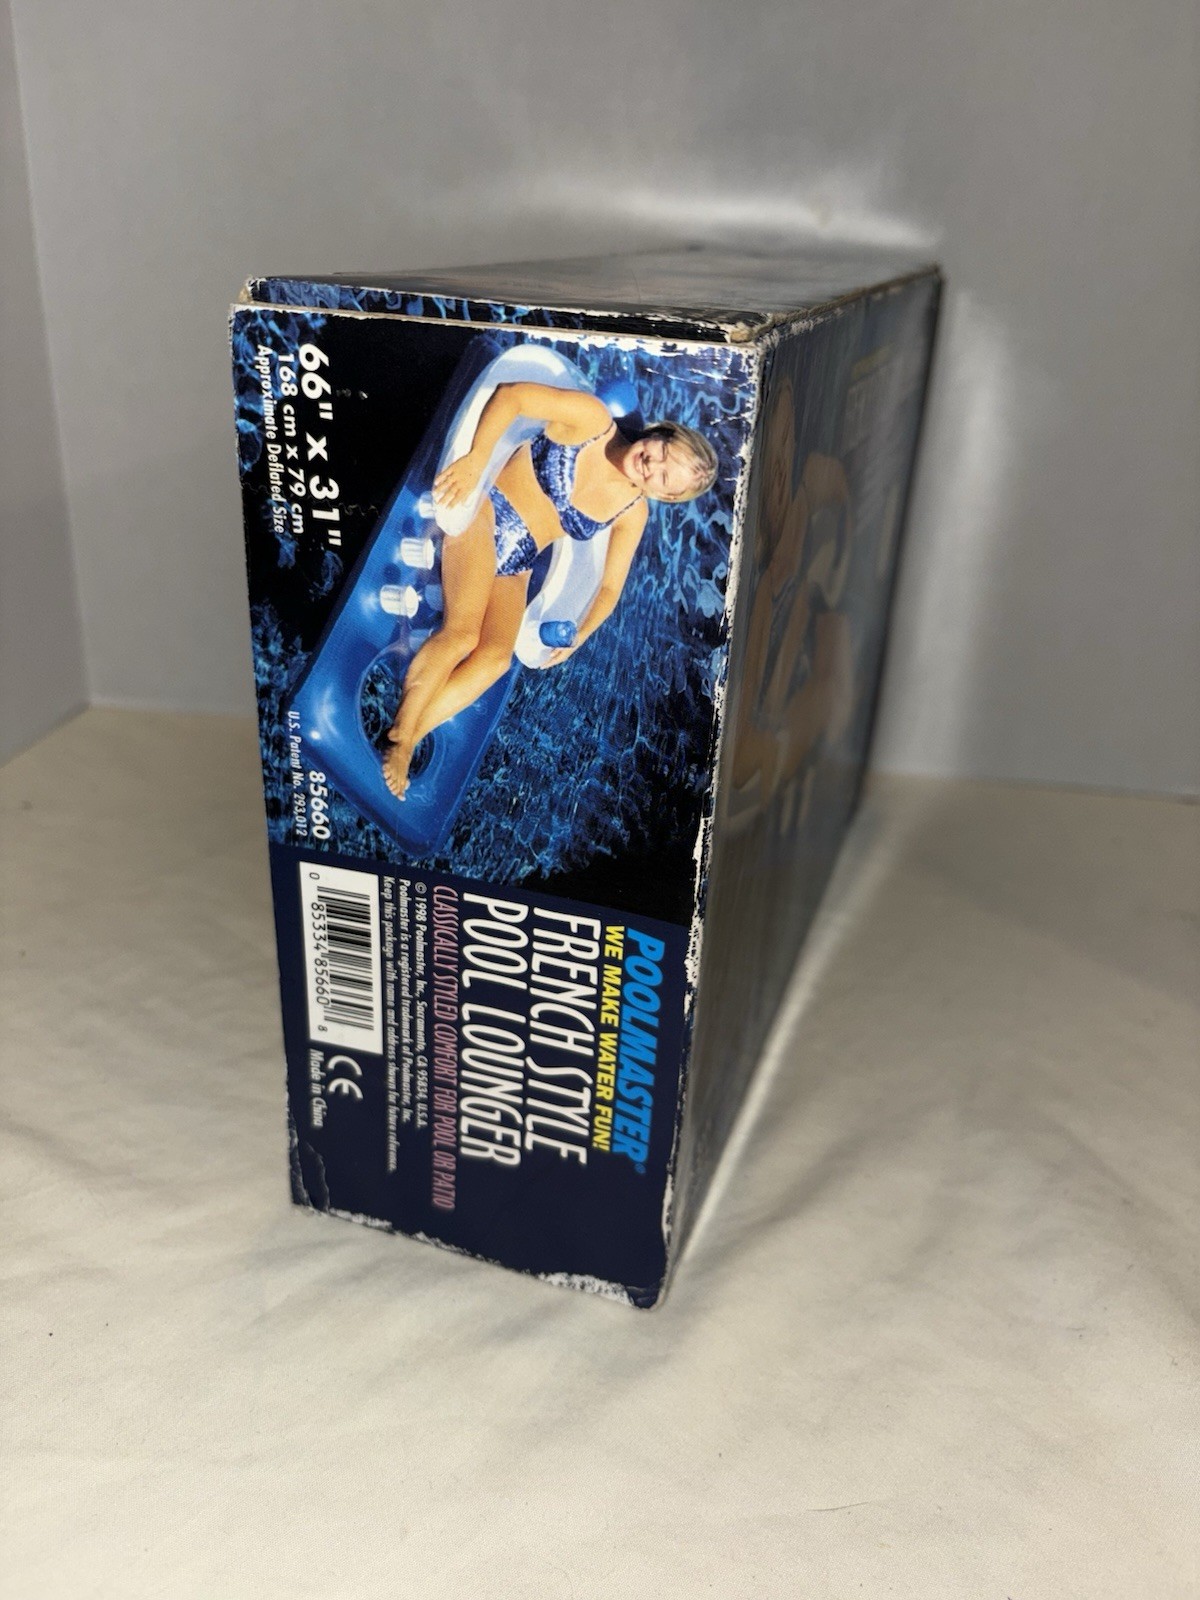 66" x 31"
168 cm x 79 cm
Approximate Deflated Size
85660
U.S. Patent No. 293,012
POOLMASTER®
WE MAKE WATER FUN!
FRENCH STYLE
POOL LOUNGER
CLASSICALLY STYLED COMFORT FOR POOL OR PATIO
© 1998 Poolmaster, Inc., Sacramento, CA 95834, U.S.A.
Poolmaster is a registered trademark of Poolmaster, Inc.
Keep this package with name and address shown for future reference.
0 85334 85660 8
CE
Made in China